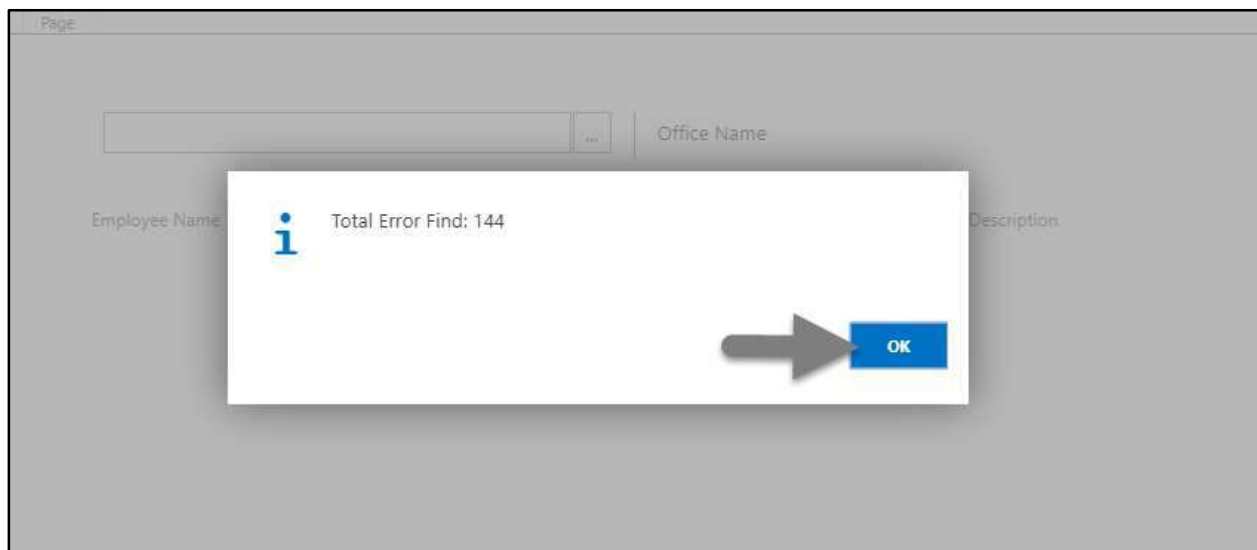 Page
...
Office Name
Employee Name
Description
Total Error Find: 144
OK